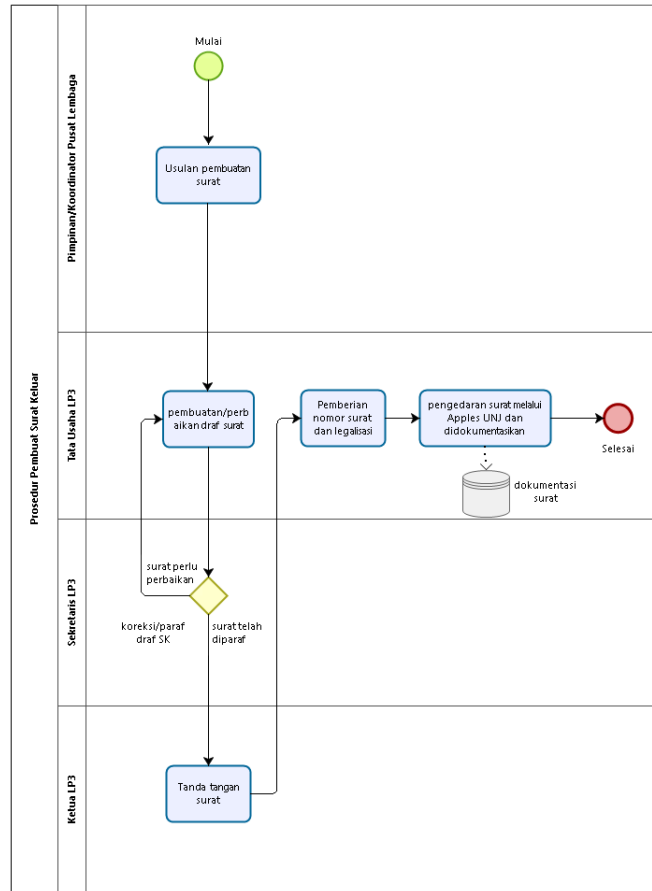 Prosedur Pembuat Surat Keluar
Pimpinan/Koordinator Pusat Lembaga
Mulai
Usulan pembuatan
surat
Tata Usaha LP3
pembuatan/perb
aikan draf surat
Pemberian
nomor surat
dan legalisasi
pengedaran surat melalui
Apples UNJ dan
didokumentasikan
Selesai
dokumentasi
surat
Sekretaris LP3
surat perlu
perbaikan
koreksi/paraf
draf SK
surat telah
diparaf
Ketua LP3
Tanda tangan
surat